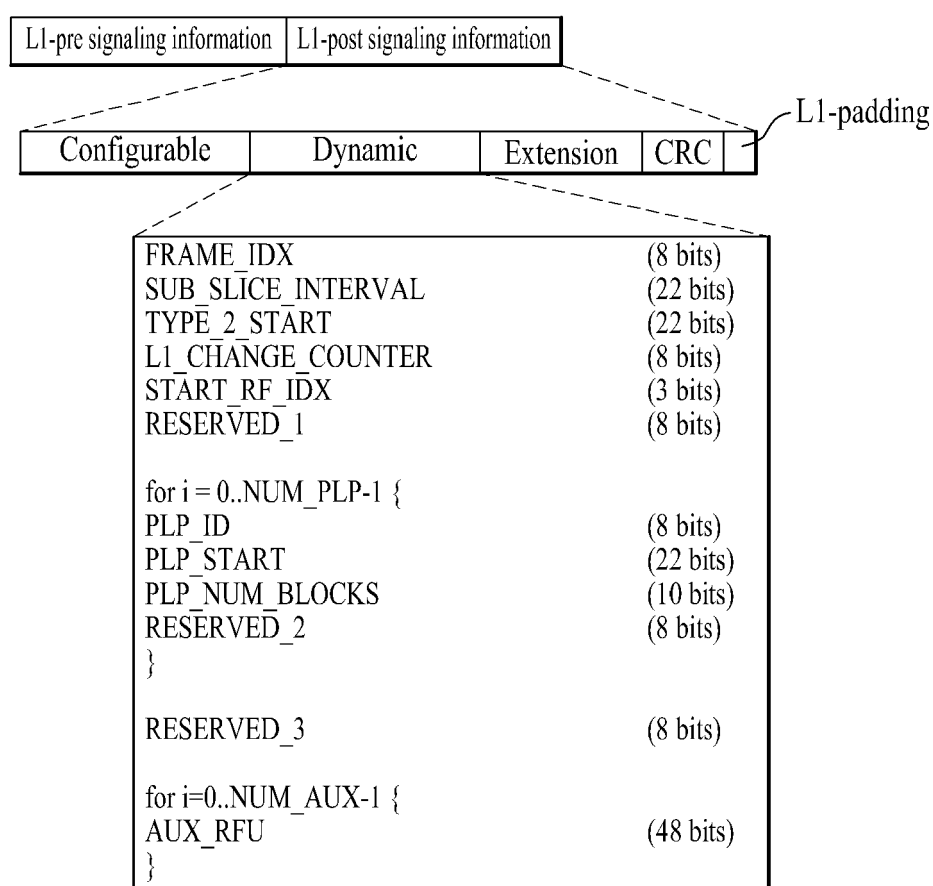 L1-pre signaling information L1-post signaling information
L1-padding
Configurable Dynamic Extension CRC
FRAME_IDX (8 bits)
SUB_SLICE_INTERVAL (22 bits)
TYPE_2_START (22 bits)
L1_CHANGE_COUNTER (8 bits)
START_RF_IDX (3 bits)
RESERVED_1 (8 bits)
for i = 0..NUM_PLP-1 {
PLP_ID (8 bits)
PLP_START (22 bits)
PLP_NUM_BLOCKS (10 bits)
RESERVED_2 (8 bits)
}
RESERVED_3 (8 bits)
for i=0..NUM_AUX-1 {
AUX_RFU (48 bits)
}